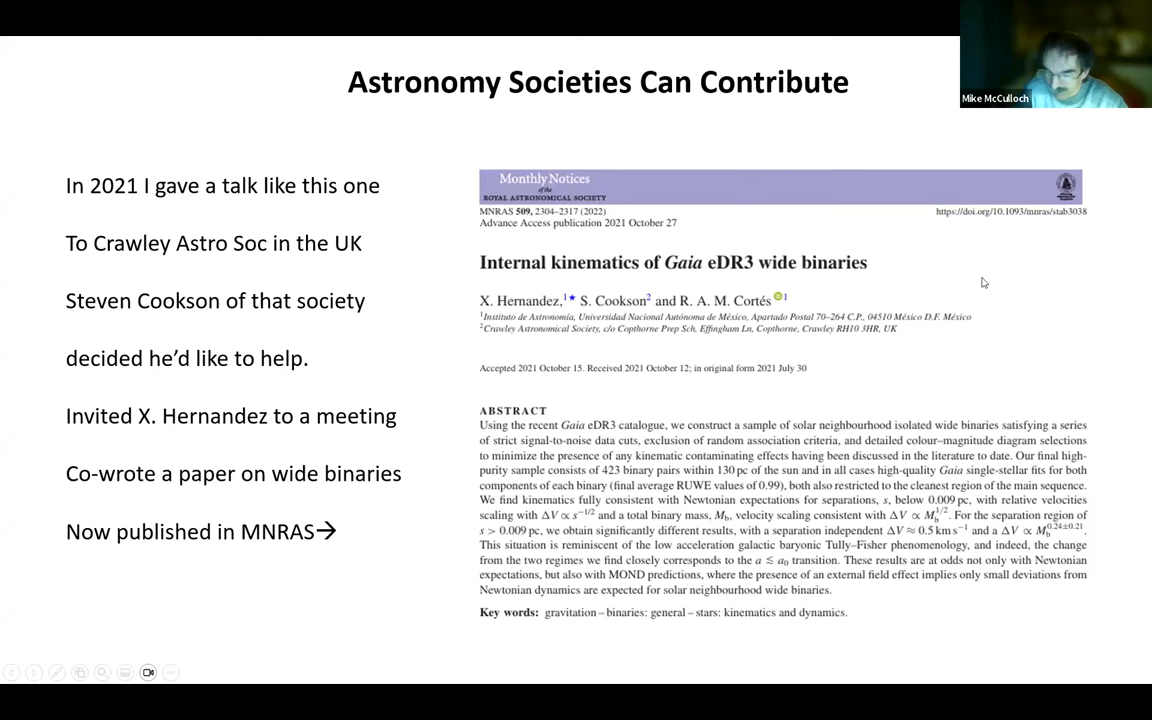 Astronomy Societies Can Contribute
Mike McCulloch
In 2021 I gave a talk like this one
To Crawley Astro Soc in the UK
Steven Cookson of that society
decided he’d like to help.
Invited X. Hernandez to a meeting
Co-wrote a paper on wide binaries
Now published in MNRAS→
Monthly Notices
of the
ROYAL ASTRONOMICAL SOCIETY
MNRAS 509, 2304–2317 (2022)
https://doi.org/10.1093/mnras/stab3038
Advance Access publication 2021 October 27
Internal kinematics of Gaia eDR3 wide binaries
X. Hernandez,¹★ S. Cookson² and R. A. M. Cortés ¹
¹Instituto de Astronomía, Universidad Nacional Autónoma de México, Apartado Postal 70–264 C.P., 04510 México D.F. México
²Crawley Astronomical Society, c/o Copthorne Prep Sch, Effingham Ln, Copthorne, Crawley RH10 3HR, UK
Accepted 2021 October 15. Received 2021 October 12; in original form 2021 July 30
ABSTRACT
Using the recent Gaia eDR3 catalogue, we construct a sample of solar neighbourhood isolated wide binaries satisfying a series
of strict signal-to-noise data cuts, exclusion of random association criteria, and detailed colour–magnitude diagram selections
to minimize the presence of any kinematic contaminating effects having been discussed in the literature to date. Our final high-
purity sample consists of 423 binary pairs within 130 pc of the sun and in all cases high-quality Gaia single-stellar fits for both
components of each binary (final average RUWE values of 0.99), both also restricted to the cleanest region of the main sequence.
We find kinematics fully consistent with Newtonian expectations for separations, s, below 0.009 pc, with relative velocities
scaling with ΔV ∝ s^−1/2 and a total binary mass, M_b, velocity scaling consistent with ΔV ∝ M_b^1/2. For the separation region of
s > 0.009 pc, we obtain significantly different results, with a separation independent ΔV ≈ 0.5 km s⁻¹ and a ΔV ∝ M_b^0.24±0.21.
This situation is reminiscent of the low acceleration galactic baryonic Tully–Fisher phenomenology, and indeed, the change
from the two regimes we find closely corresponds to the a ≲ a₀ transition. These results are at odds not only with Newtonian
expectations, but also with MOND predictions, where the presence of an external field effect implies only small deviations from
Newtonian dynamics are expected for solar neighbourhood wide binaries.
Key words: gravitation – binaries: general – stars: kinematics and dynamics.